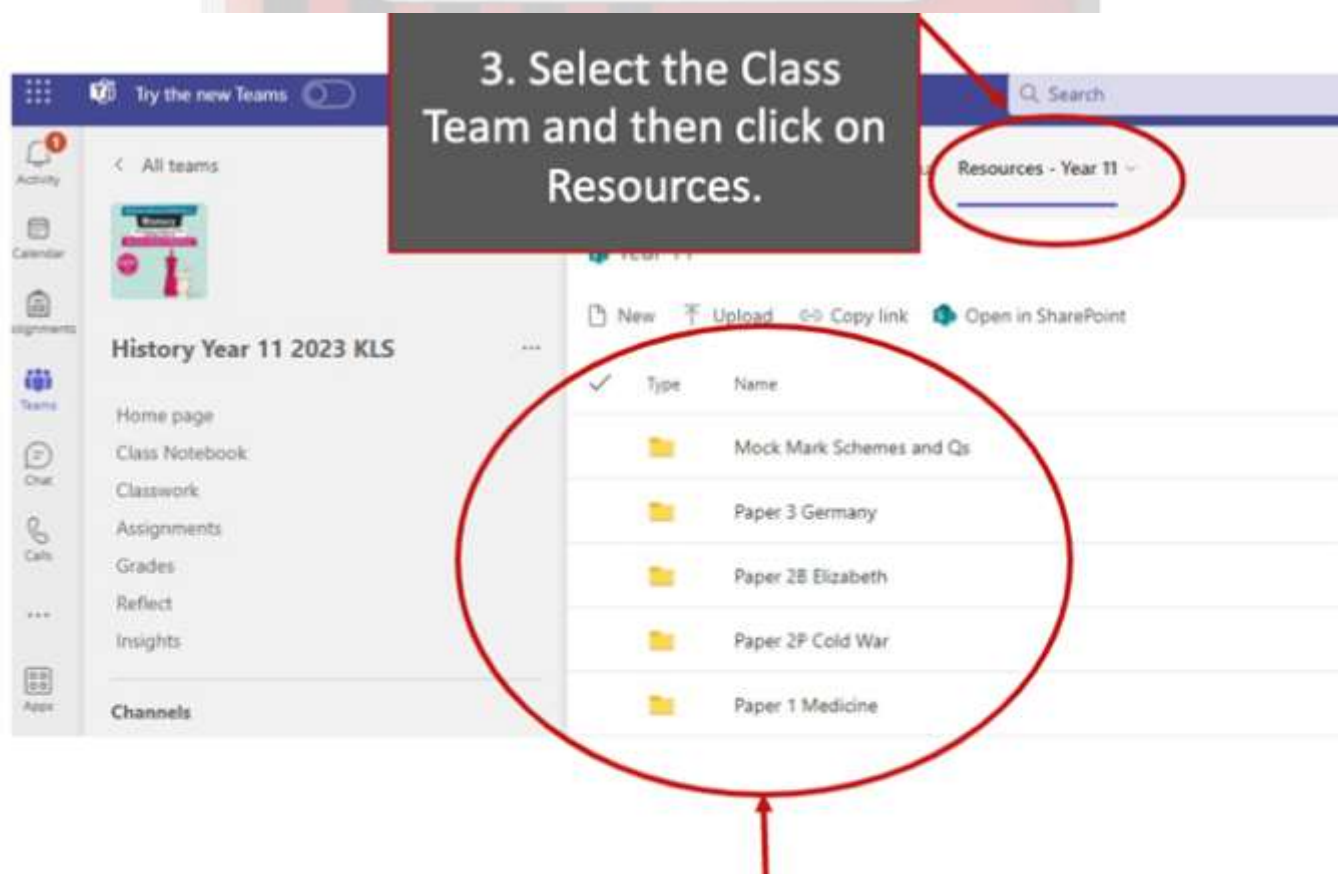 3. Select the Class
Team and then click on
Resources.
Try the new Teams
Search
1
Activity
Calendar
Teams
Chat
Calls
Apps
All teams
History
History Year 11 2023 KLS
Home page
Class Notebook
Classwork
Assignments
Grades
Reflect
Insights
Channels
Resources - Year 11
New Upload Copy link Open in SharePoint
Type Name
Mock Mark Schemes and Qs
Paper 3 Germany
Paper 2B Elizabeth
Paper 2P Cold War
Paper 1 Medicine